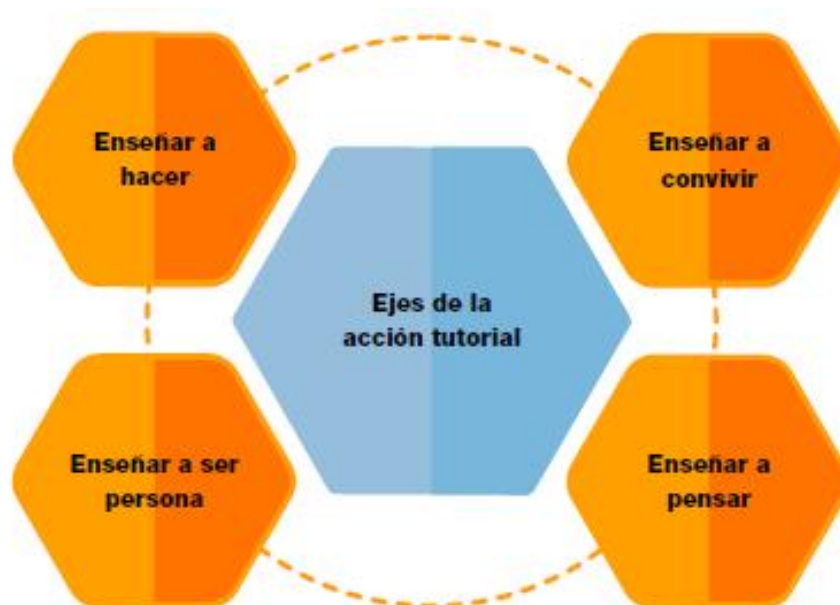 Enseñar a
hacer
Enseñar a
convivir
Ejes de la
acción tutorial
Enseñar a ser
persona
Enseñar a
pensar